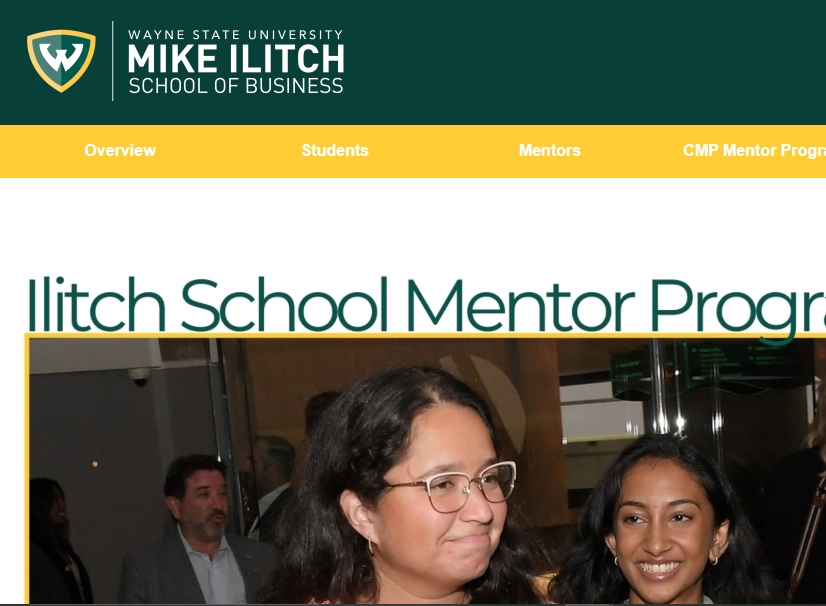 WAYNE STATE UNIVERSITY
MIKE ILITCH
SCHOOL OF BUSINESS
Overview Students Mentors CMP Mentor Progra
Ilitch School Mentor Progra